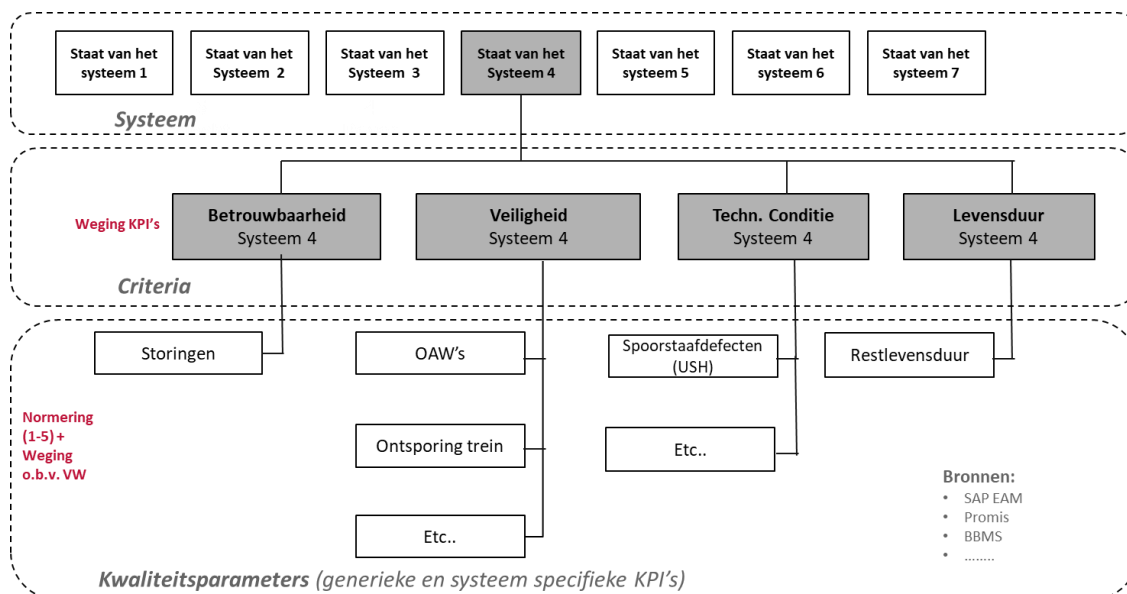 Staat van het
systeem 1
Staat van het
Systeem 2
Staat van het
Systeem 3
Staat van het
Systeem 4
Staat van het
systeem 5
Staat van het
systeem 6
Staat van het
systeem 7
Systeem
Weging KPI's
Betrouwbaarheid
Systeem 4
Veiligheid
Systeem 4
Techn. Conditie
Systeem 4
Levensduur
Systeem 4
Criteria
Storingen
OAW's
Spoorstaafdefecten
(USH)
Restlevensduur
Normering
(1-5) +
Weging
o.b.v. VW
Ontsporing trein
Etc..
Etc..
Bronnen:
• SAP EAM
• Promis
• BBMS
• ........
Kwaliteitsparameters (generieke en systeem specifieke KPI's)